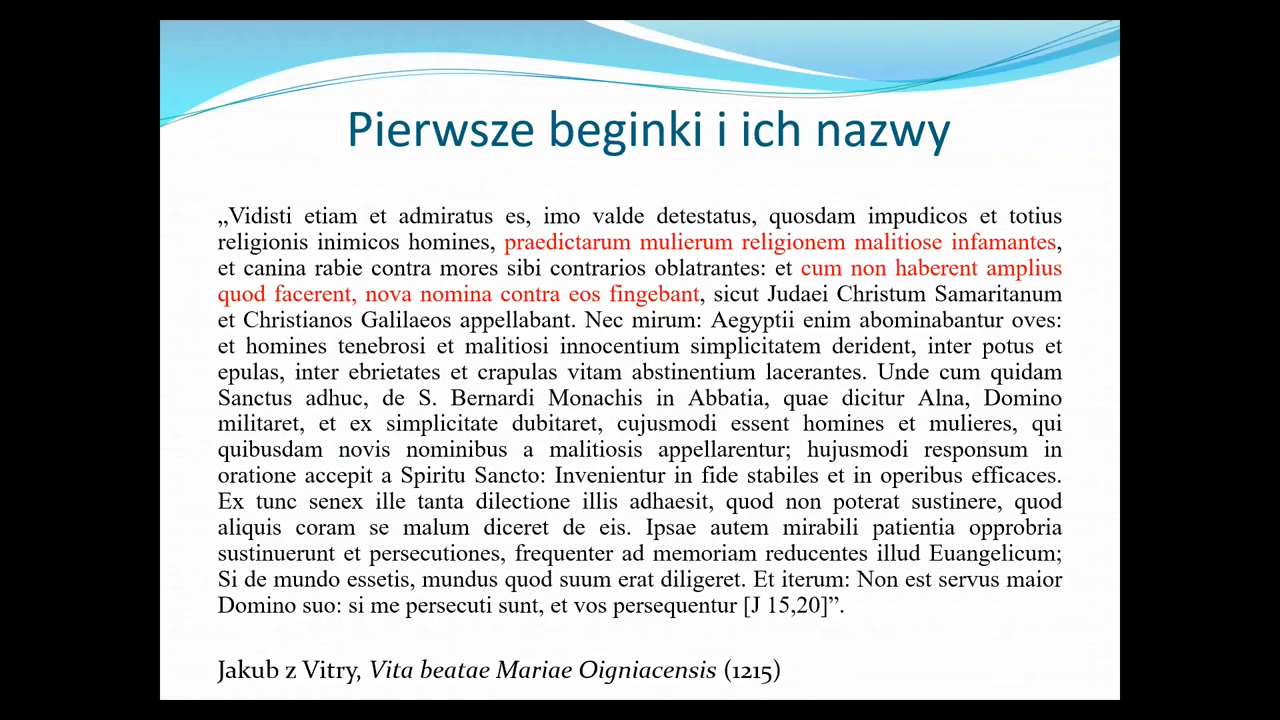 Pierwsze beginki i ich nazwy
„Vidisti etiam et admiratus es, imo valde detestatus, quosdam impudicos et totius
religionis inimicos homines, praedictarum mulierum religionem malitiose infamantes,
et canina rabie contra mores sibi contrarios oblatrantes: et cum non haberent amplius
quod facerent, nova nomina contra eos fingebant, sicut Judaei Christum Samaritanum
et Christianos Galilaeos appellabant. Nec mirum: Aegyptii enim abominabantur oves:
et homines tenebrosi et malitiosi innocentium simplicitatem derident, inter potus et
epulas, inter ebrietates et crapulas vitam abstinentium lacerantes. Unde cum quidam
Sanctus adhuc, de S. Bernardi Monachis in Abbatia, quae dicitur Alna, Domino
militaret, et ex simplicitate dubitaret, cujusmodi essent homines et mulieres, qui
quibusdam novis nominibus a malitiosis appellarentur; hujusmodi responsum in
oratione accepit a Spiritu Sancto: Invenientur in fide stabiles et in operibus efficaces.
Ex tunc senex ille tanta dilectione illis adhaesit, quod non poterat sustinere, quod
aliquis coram se malum diceret de eis. Ipsae autem mirabili patientia opprobria
sustinuerunt et persecutiones, frequenter ad memoriam reducentes illud Euangelicum;
Si de mundo essetis, mundus quod suum erat diligeret. Et iterum: Non est servus maior
Domino suo: si me persecuti sunt, et vos persequentur [J 15,20]”.
Jakub z Vitry, Vita beatae Mariae Oigniacensis (1215)